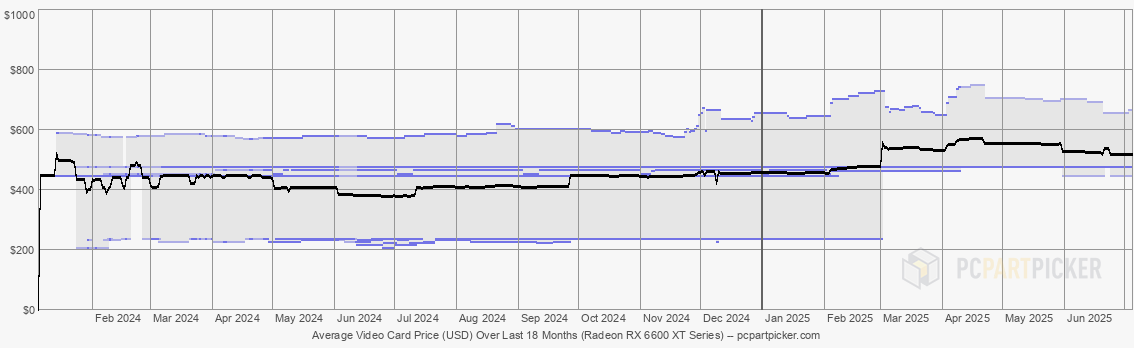 $1000
$800
$600
$400
$200
$0
PCPARTPICKER
Feb 2024 Mar 2024 Apr 2024 May 2024 Jun 2024 Jul 2024 Aug 2024 Sep 2024 Oct 2024 Nov 2024 Dec 2024 Jan 2025 Feb 2025 Mar 2025 Apr 2025 May 2025 Jun 2025
Average Video Card Price (USD) Over Last 18 Months (Radeon RX 6600 XT Series) -- pcpartpicker.com